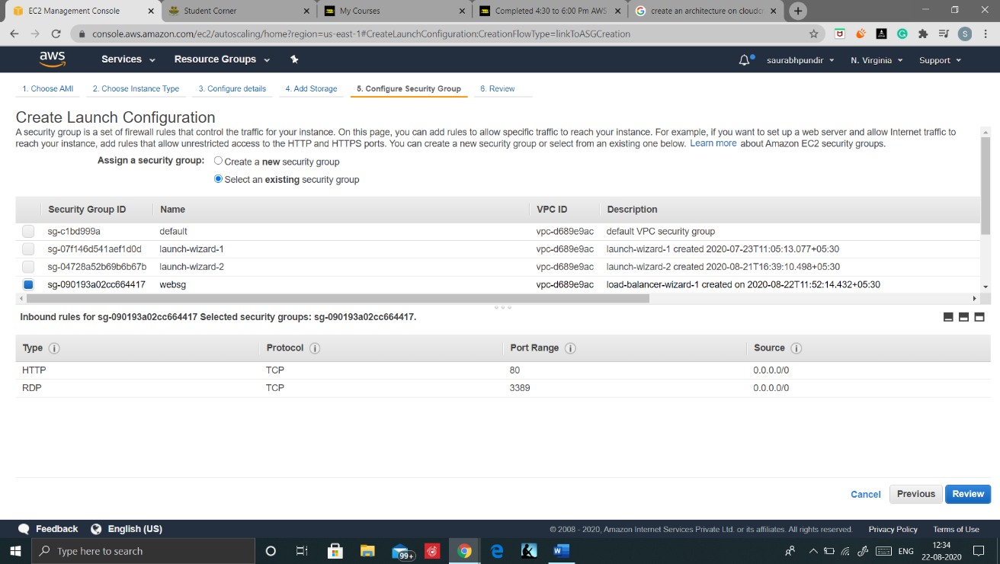 EC2 Management Console
Student Corner
My Courses
Completed 4:30 to 6:00 Pm AWS
create an architecture on cloudc
console.aws.amazon.com/ec2/autoscaling/home?region=us-east-1#CreateLaunchConfiguration:CreationFlowType=linkToASGCreation
S
aws
Services
Resource Groups
saurabhpundir
N. Virginia
Support
1. Choose AMI
2. Choose Instance Type
3. Configure details
4. Add Storage
5. Configure Security Group
6. Review
Create Launch Configuration
A security group is a set of firewall rules that control the traffic for your instance. On this page, you can add rules to allow specific traffic to reach your instance. For example, if you want to set up a web server and allow Internet traffic to
reach your instance, add rules that allow unrestricted access to the HTTP and HTTPS ports. You can create a new security group or select from an existing one below. Learn more about Amazon EC2 security groups.
Assign a security group: Create a new security group
Select an existing security group
Security Group ID Name VPC ID Description
sg-c1bd999a default vpc-d689e9ac default VPC security group
sg-07f146d541aef1d0d launch-wizard-1 vpc-d689e9ac launch-wizard-1 created 2020-07-23T11:05:13.077+05:30
sg-04728a52b69b6b67b launch-wizard-2 vpc-d689e9ac launch-wizard-2 created 2020-08-21T16:39:10.498+05:30
sg-090193a02cc664417 websg vpc-d689e9ac load-balancer-wizard-1 created on 2020-08-22T11:52:14.432+05:30
Inbound rules for sg-090193a02cc664417 Selected security groups: sg-090193a02cc664417.
Type Protocol Port Range Source
HTTP TCP 80 0.0.0.0/0
RDP TCP 3389 0.0.0.0/0
Cancel Previous Review
Feedback English (US)
© 2008 - 2020, Amazon Internet Services Private Ltd. or its affiliates. All rights reserved. Privacy Policy Terms of Use
Type here to search
99+
ENG
12:34
22-08-2020